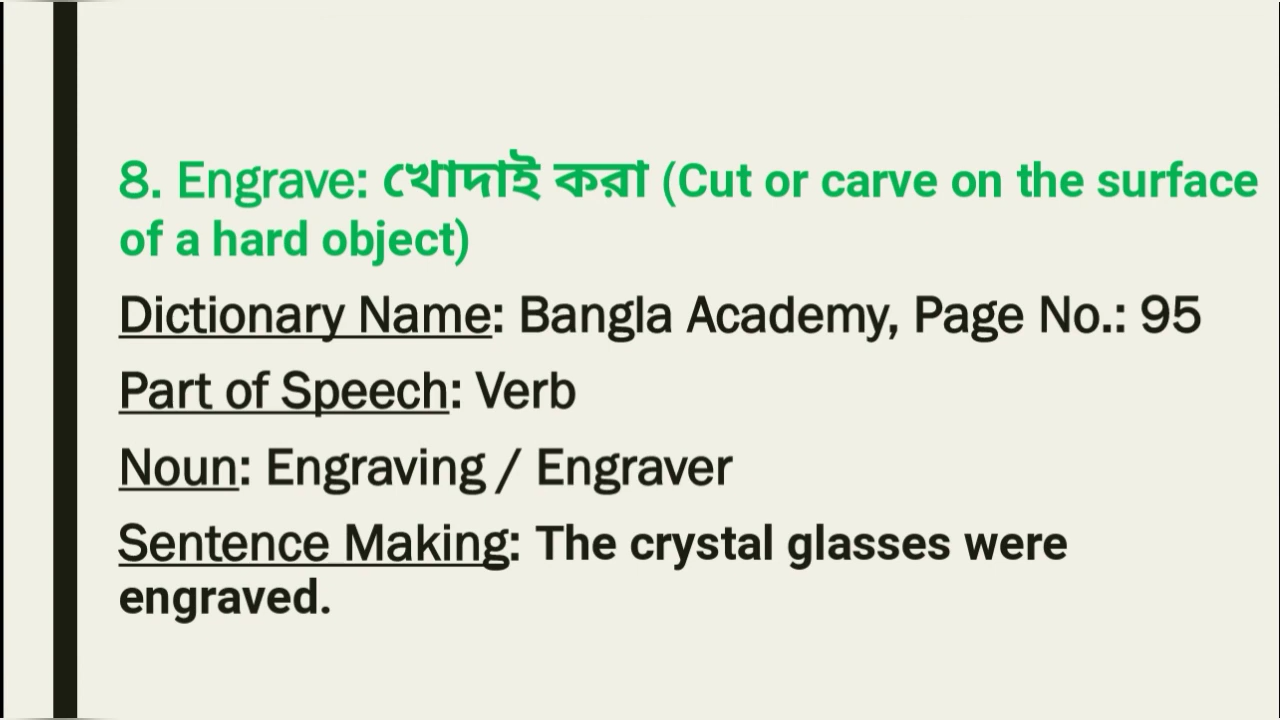 8. Engrave: খোদাই করা (Cut or carve on the surface
of a hard object)
Dictionary Name: Bangla Academy, Page No.: 95
Part of Speech: Verb
Noun: Engraving / Engraver
Sentence Making: The crystal glasses were
engraved.